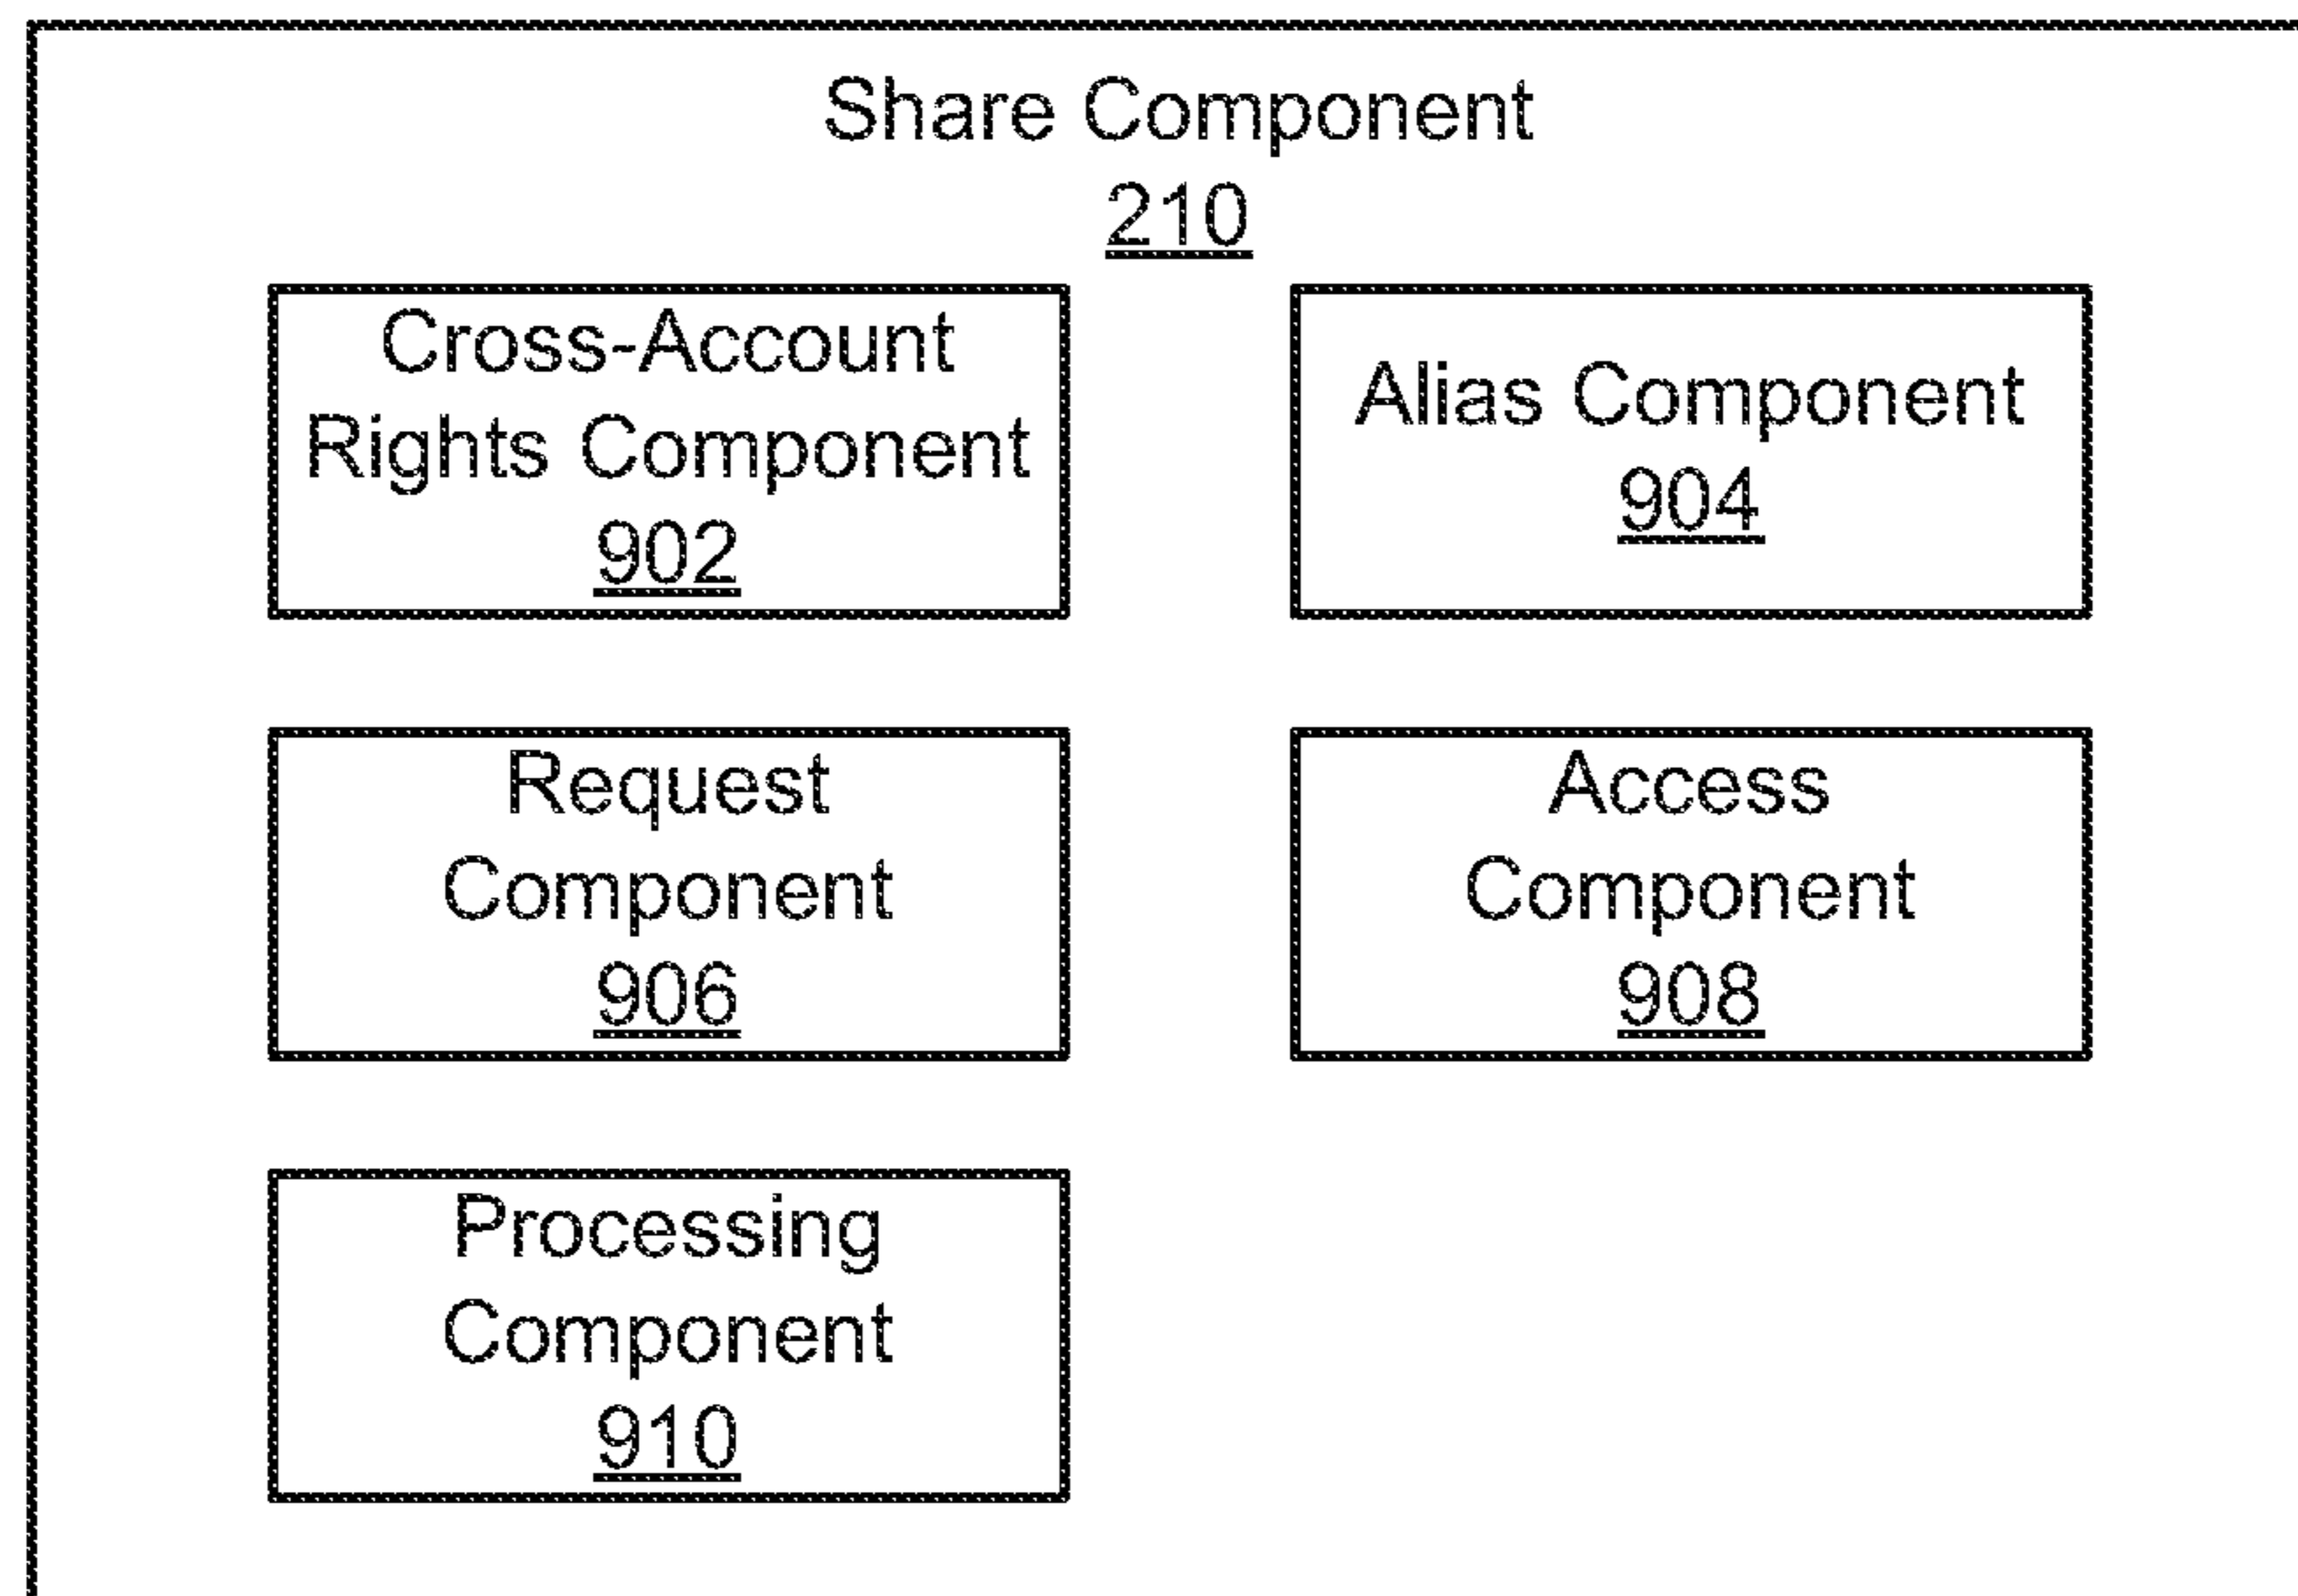 Share Component
210
Cross-Account
Rights Component
902
Alias Component
904
Request
Component
906
Access
Component
908
Processing
Component
910